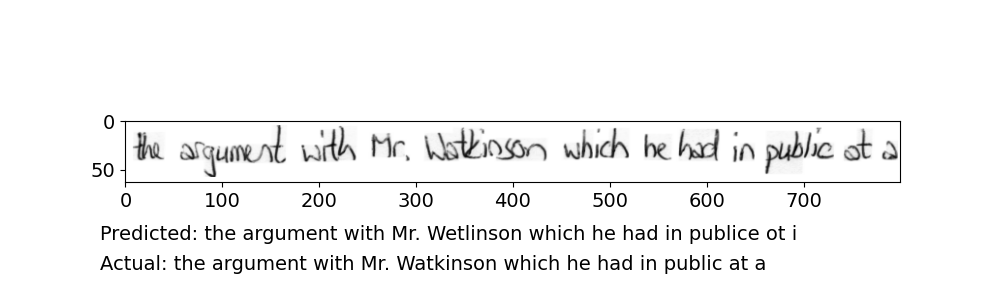 0
the argument with Mr. Watkinson which he had in public at a
50
0 100 200 300 400 500 600 700
Predicted: the argument with Mr. Wetlinson which he had in publice ot i
Actual: the argument with Mr. Watkinson which he had in public at a